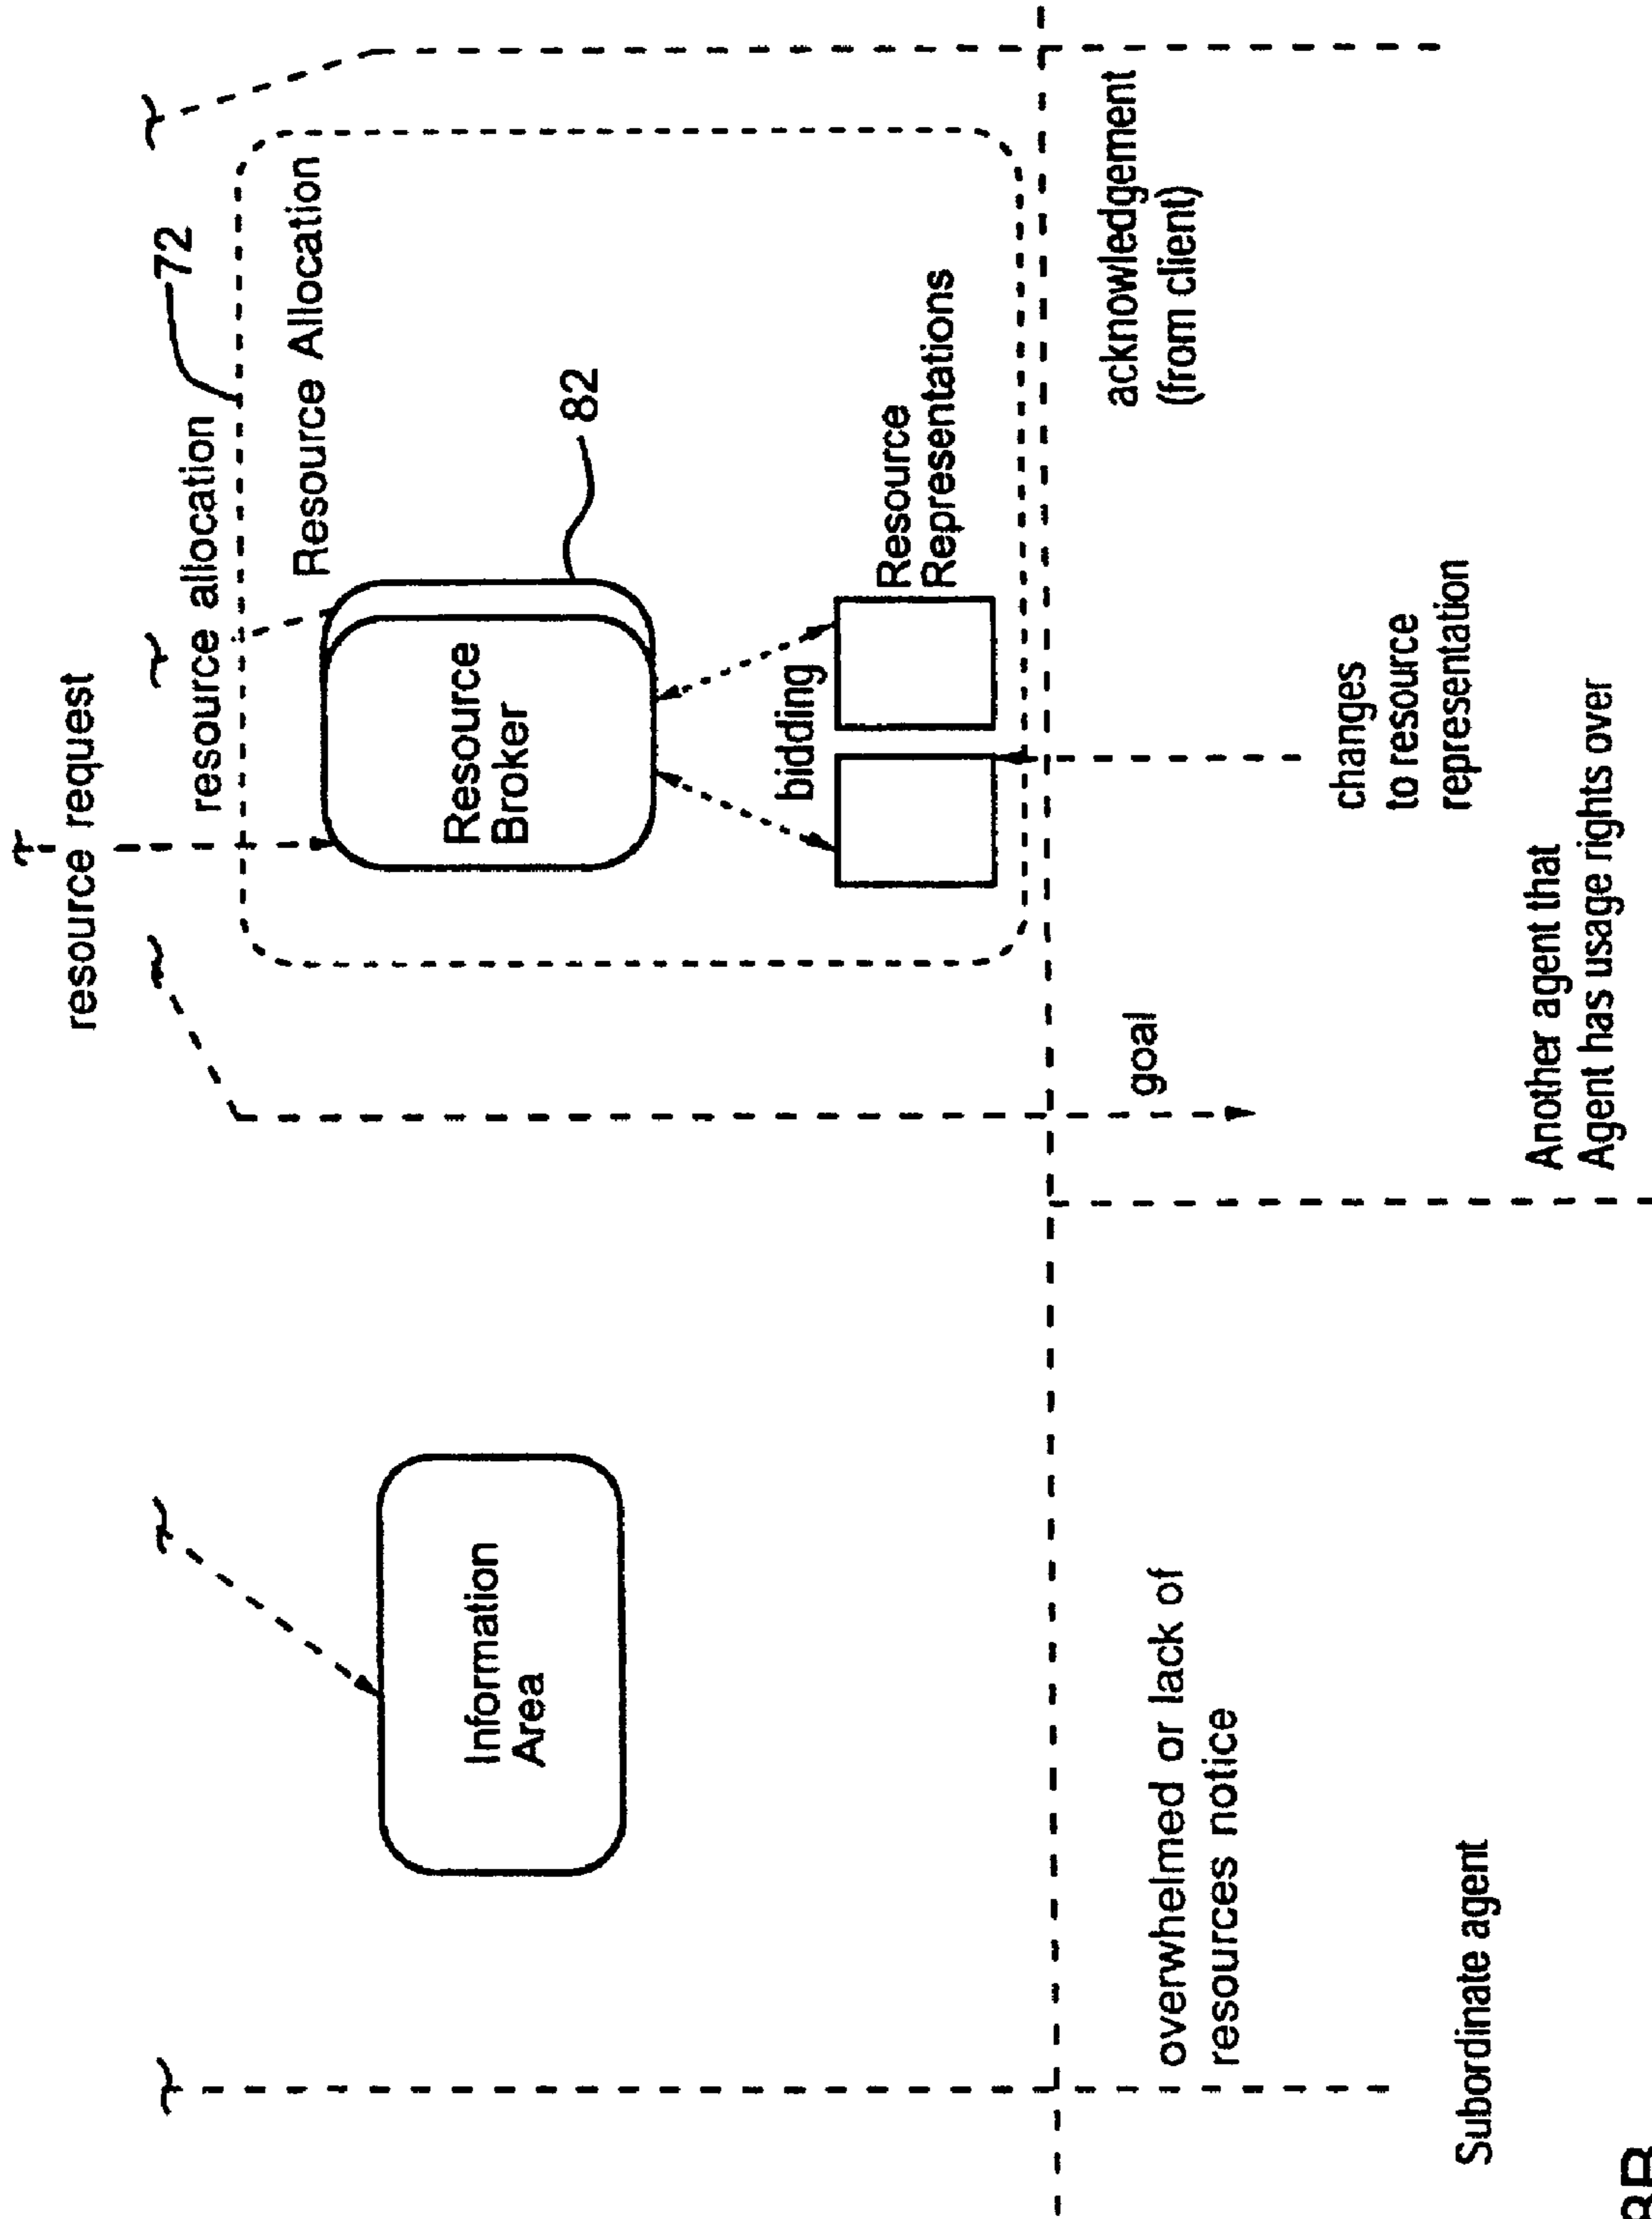 resource request
resource allocation
72
Resource Allocation
Resource
Broker
82
bidding
Resource
Representations
Information
Area
goal
acknowledgement
(from client)
overwhelmed or lack of
resources notice
changes
to resource
representation
Subordinate agent
Another agent that
Agent has usage rights over